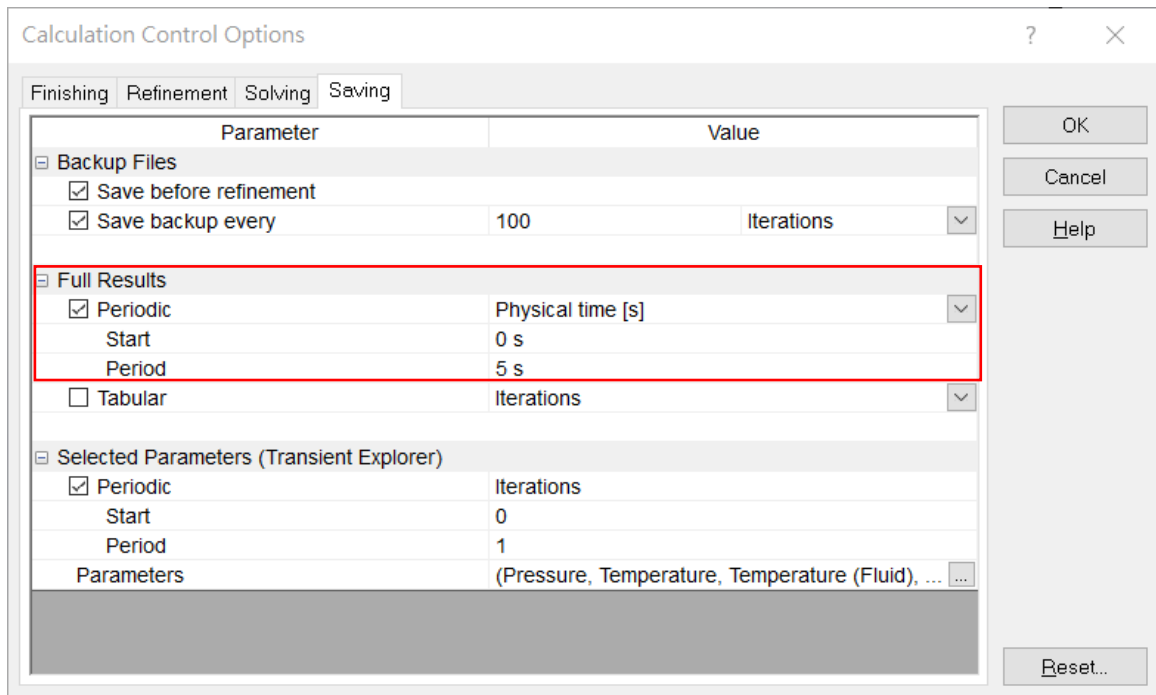 Calculation Control Options ?
Finishing Refinement Solving Saving
Parameter Value OK
Backup Files
Save before refinement Cancel
Save backup every 100 Iterations Help
Full Results
Periodic Physical time [s]
Start 0 s
Period 5 s
Tabular Iterations
Selected Parameters (Transient Explorer)
Periodic Iterations
Start 0
Period 1
Parameters (Pressure, Temperature, Temperature (Fluid), ... ...
Reset...